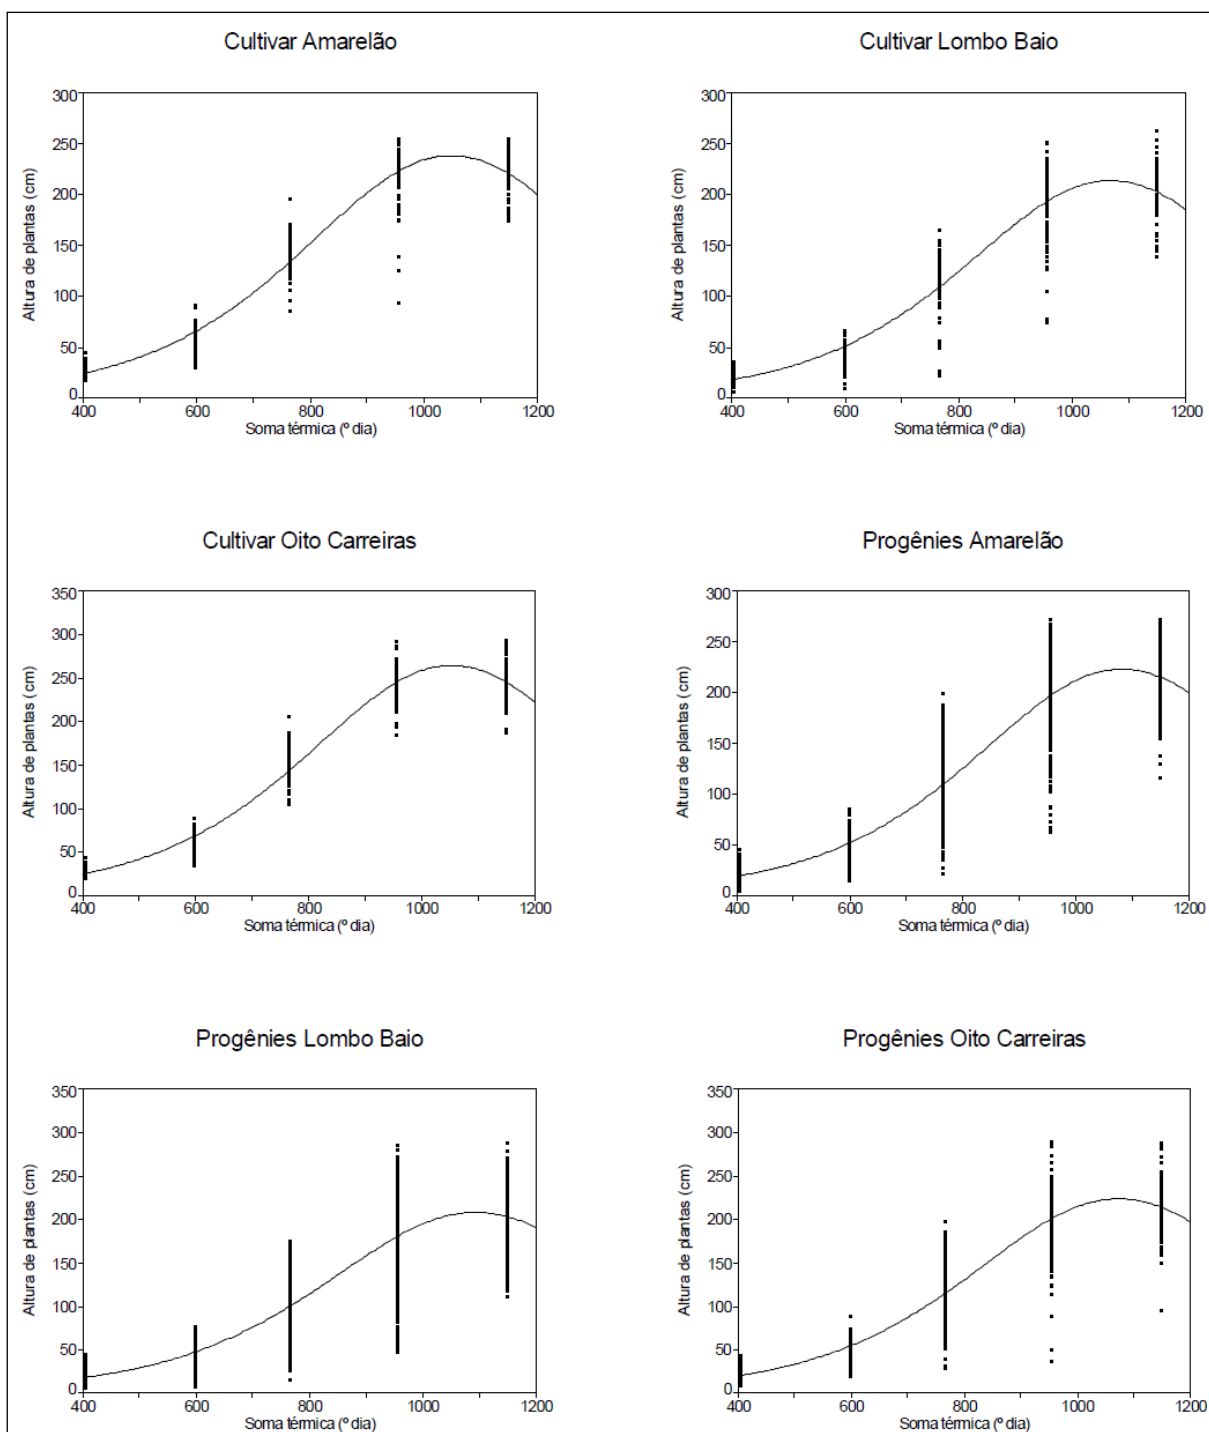 Cultivar Amarelão
Altura de plantas (cm)
300
250
200
150
100
50
0
400 600 800 1000 1200
Soma térmica (º dia)
Cultivar Lombo Baio
Altura de plantas (cm)
300
250
200
150
100
50
0
400 600 800 1000 1200
Soma térmica (º dia)
Cultivar Oito Carreiras
Altura de plantas (cm)
350
300
250
200
150
100
50
0
400 600 800 1000 1200
Soma térmica (º dia)
Progênies Amarelão
Altura de plantas (cm)
300
250
200
150
100
50
0
400 600 800 1000 1200
Soma térmica (º dia)
Progênies Lombo Baio
Altura de plantas (cm)
350
300
250
200
150
100
50
0
400 600 800 1000 1200
Soma térmica (º dia)
Progênies Oito Carreiras
Altura de plantas (cm)
350
300
250
200
150
100
50
0
400 600 800 1000 1200
Soma térmica (º dia)